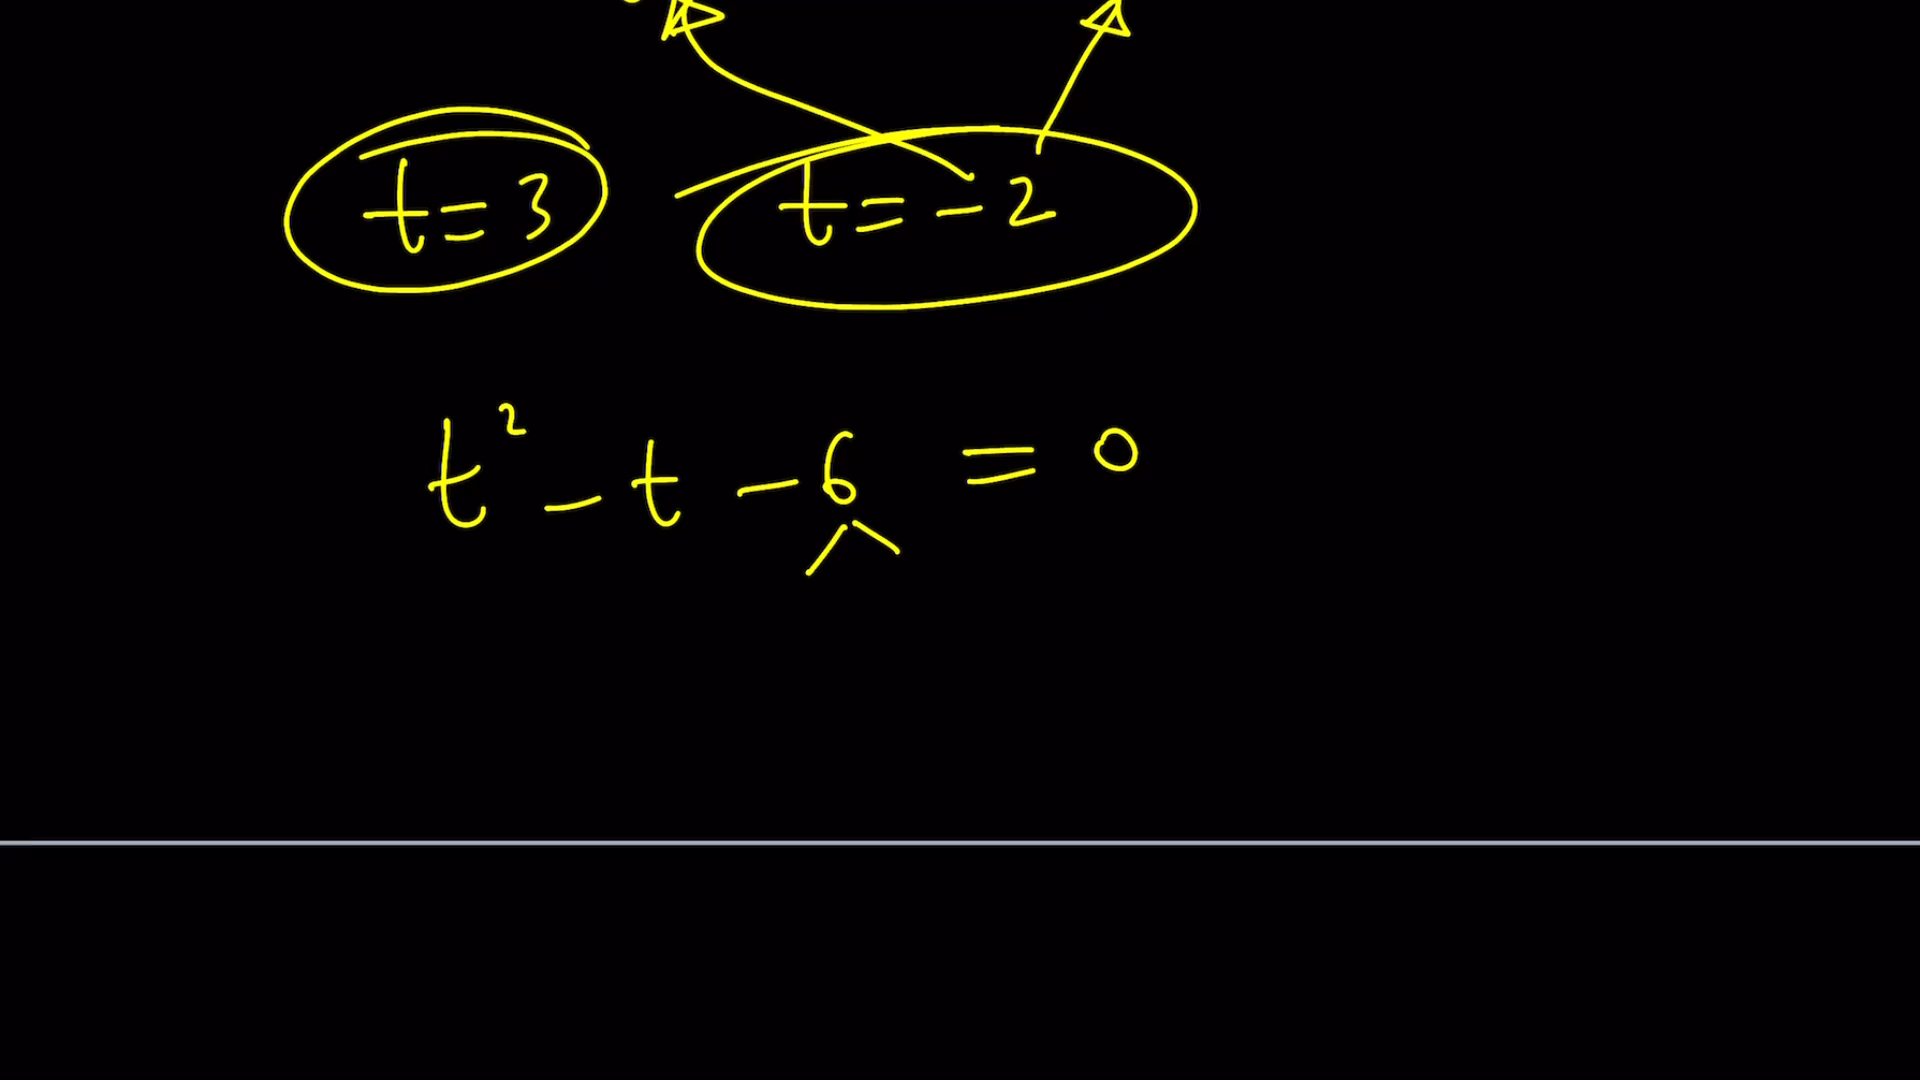 t = 3 t = -2
t² - t - 6 = 0